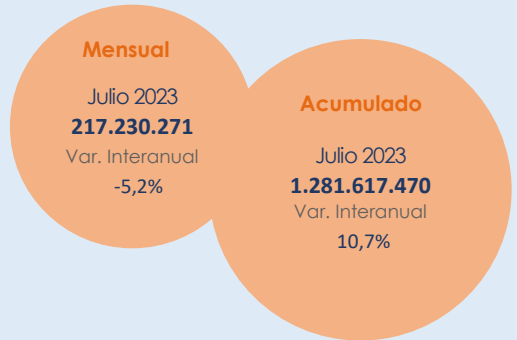 Mensual
Julio 2023
217.230.271
Var. Interanual
-5,2%
Acumulado
Julio 2023
1.281.617.470
Var. Interanual
10,7%